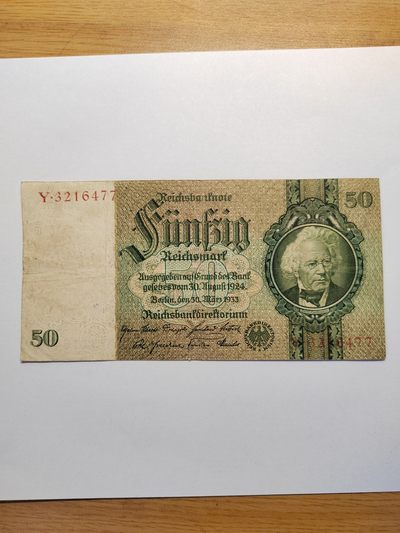 Y·3216477
Reichsbanknote
50
Fünfzig
Reichsmark
Ausgegeben auf Grund des Bank
gesetzes vom 30. August 1924
Berlin, den 30. März 1933
Reichsbankdirektorium
50